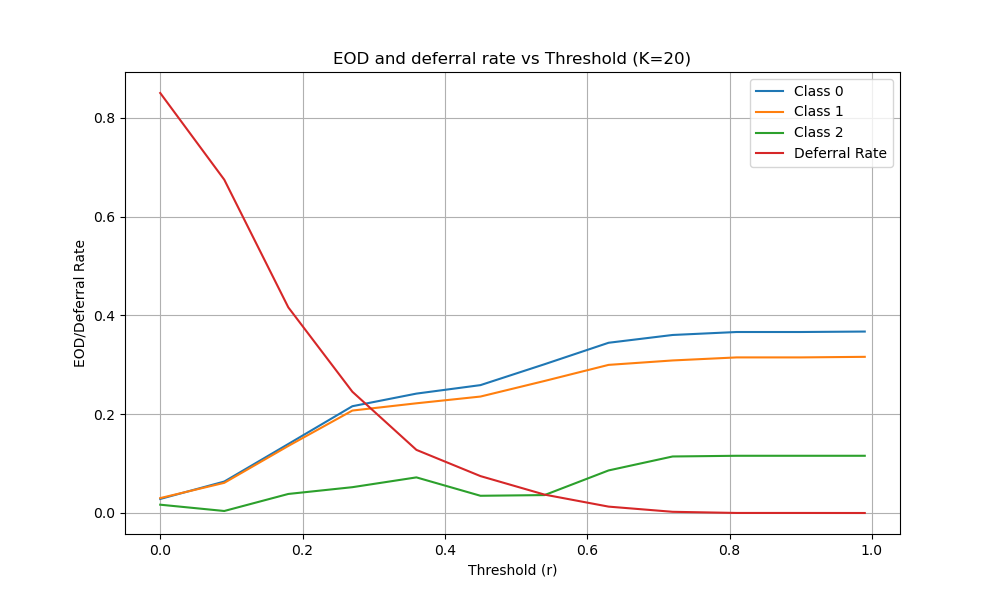 EOD and deferral rate vs Threshold (K=20)
Class 0
Class 1
Class 2
Deferral Rate
EOD/Deferral Rate
0.8
0.6
0.4
0.2
0.0
0.0 0.2 0.4 0.6 0.8 1.0
Threshold (r)